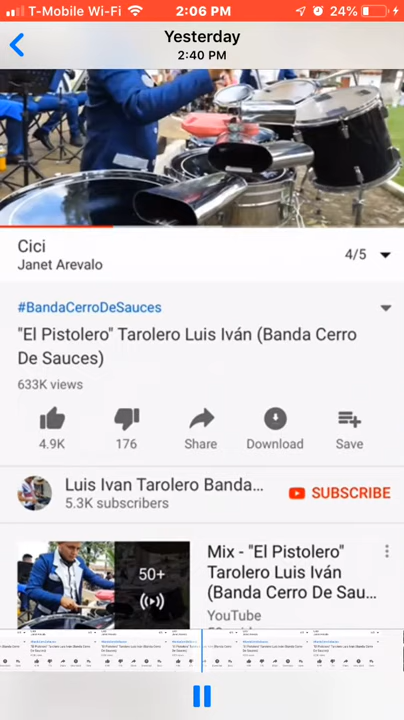 T-Mobile Wi-Fi 2:06 PM 24%
Yesterday
2:40 PM
Cici
Janet Arevalo
4/5
#BandaCerroDeSauces
"El Pistolero" Tarolero Luis Iván (Banda Cerro
De Sauces)
633K views
4.9K 176 Share Download Save
Luis Ivan Tarolero Banda...
5.3K subscribers
SUBSCRIBE
50+
Mix - "El Pistolero"
Tarolero Luis Iván
(Banda Cerro De Sau...
YouTube